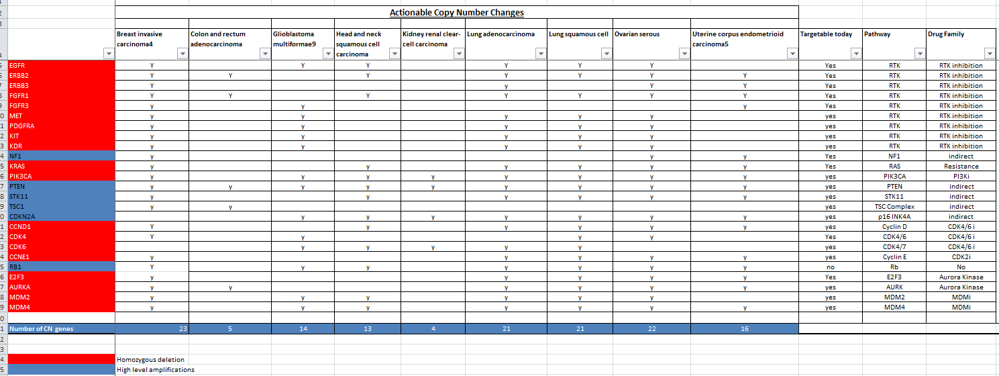 Actionable Copy Number Changes
Breast invasive carcinoma4 Colon and rectum adenocarcinoma Glioblastoma multiformae9 Head and neck squamous cell carcinoma Kidney renal clear-cell carcinoma Lung adenocarcinoma Lung squamous cell Ovarian serous Uterine corpus endometrioid carcinoma5 Targetable today Pathway Drug Family
EGFR Y Y Y Y Y Y Yes RTK RTK inhibition
ERBB2 Y Y Y Y Y Y Y Yes RTK RTK inhibition
ERBB3 Y y Y Y Yes RTK RTK inhibition
FGFR1 Y Y Y Y Y Y Y Yes RTK RTK inhibition
FGFR3 y y y Yes RTK RTK inhibition
MET y y y y y yes RTK RTK inhibition
PDGFRA y y y y y yes RTK RTK inhibition
KIT y y y y y yes RTK RTK inhibition
KDR y y y y y yes RTK RTK inhibition
NF1 y y y Yes NF1 indirect
KRAS y y y y y y Yes RAS Resistance
PIK3CA y y y y y y y y yes PIK3CA PI3Ki
PTEN y y y y y y y y y yes PTEN indirect
STK11 y y y y y y yes STK11 indirect
TSC1 y y yes TSC Complex indirect
CDKN2A y y y y y y y yes p16 INK4A indirect
CCND1 Y y y y y y yes Cyclin D CDK4/6 i
CDK4 Y y y y Yes CDK4/6 CDK4/6 i
CDK6 y y y y y yes CDK4/7 CDK4/6 i
CCNE1 y y y y y yes Cyclin E CDK2i
RB1 Y y y y y y y no Rb No
E2F3 y y y y y Yes E2F3 Aurora Kinase
AURKA y y y y y y yes AURK Aurora Kinase
MDM2 y y y y y y yes MDM2 MDMi
MDM4 y y y y y y y yes MDM4 MDMi
Number of CN genes 23 5 14 13 4 21 21 22 16
Homozygous deletion
High level amplifications